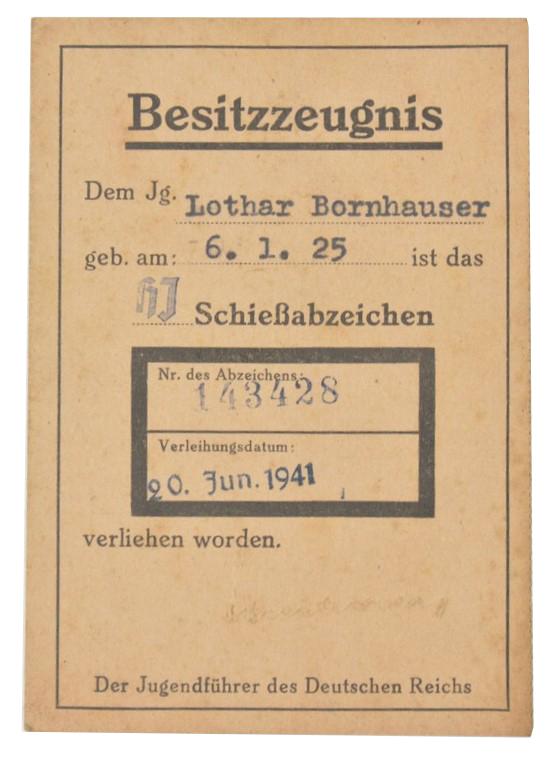 Besitzzeugnis
Dem Jg. Lothar Bornhauser
geb. am: 6. 1. 25 ist das
HJ Schießabzeichen
Nr. des Abzeichens:
143428
Verleihungsdatum:
20. Jun. 1941
verliehen worden.
Der Jugendführer des Deutschen Reichs